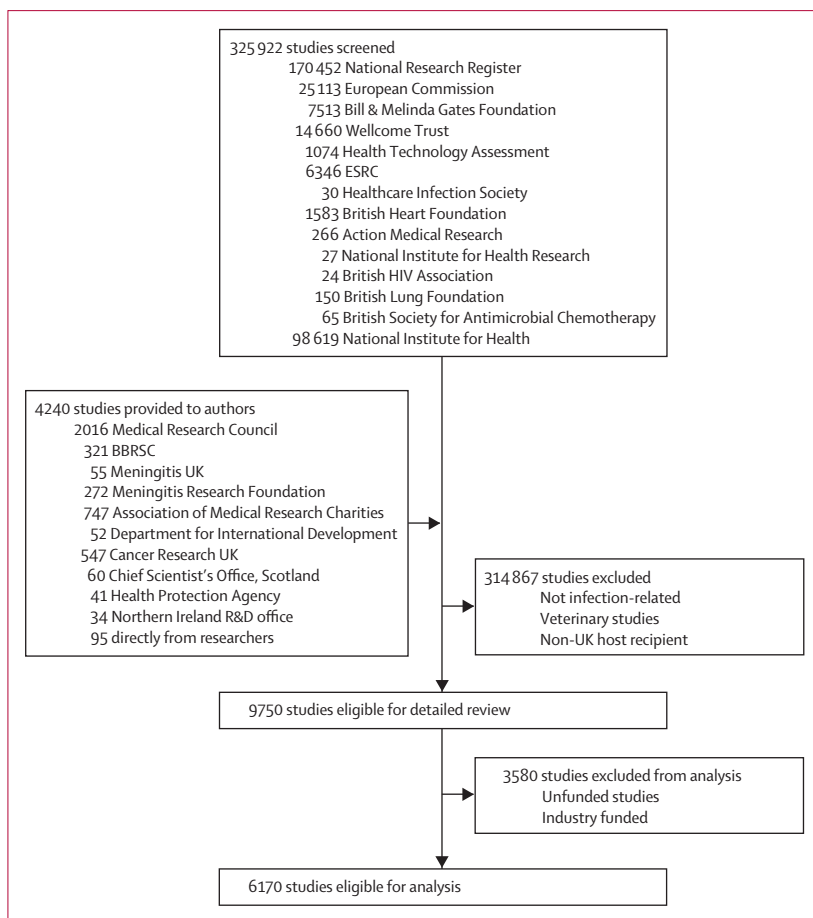 325 922 studies screened
170 452 National Research Register
25 113 European Commission
7513 Bill & Melinda Gates Foundation
14 660 Wellcome Trust
1074 Health Technology Assessment
6346 ESRC
30 Healthcare Infection Society
1583 British Heart Foundation
266 Action Medical Research
27 National Institute for Health Research
24 British HIV Association
150 British Lung Foundation
65 British Society for Antimicrobial Chemotherapy
98 619 National Institute for Health
4240 studies provided to authors
2016 Medical Research Council
321 BBRSC
55 Meningitis UK
272 Meningitis Research Foundation
747 Association of Medical Research Charities
52 Department for International Development
547 Cancer Research UK
60 Chief Scientist's Office, Scotland
41 Health Protection Agency
34 Northern Ireland R&D office
95 directly from researchers
314 867 studies excluded
Not infection-related
Veterinary studies
Non-UK host recipient
9750 studies eligible for detailed review
3580 studies excluded from analysis
Unfunded studies
Industry funded
6170 studies eligible for analysis